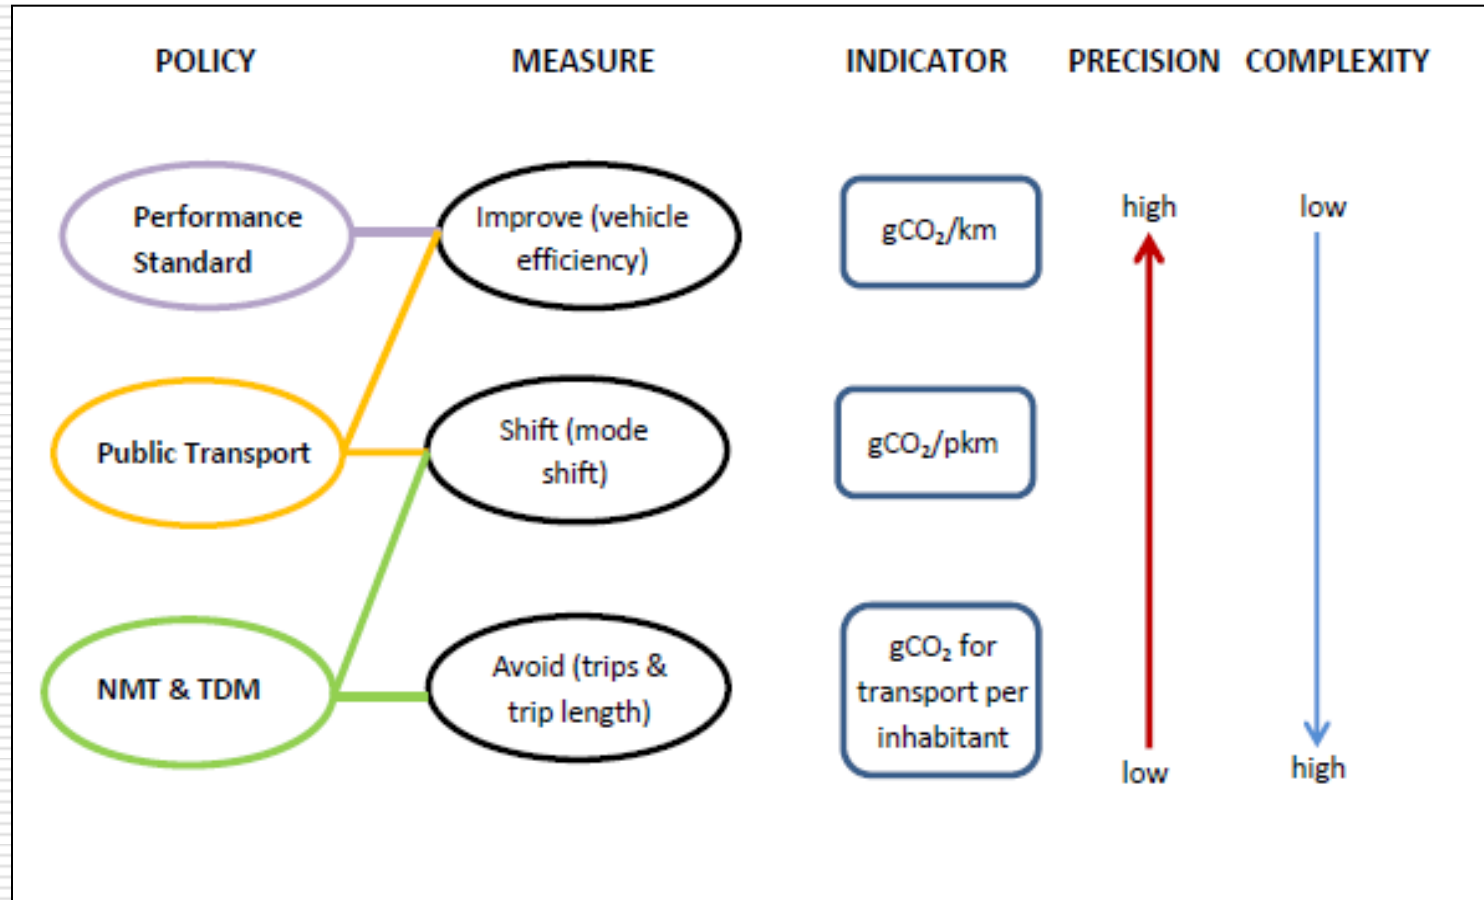 POLICY MEASURE INDICATOR PRECISION COMPLEXITY
Performance
Standard
Improve (vehicle
efficiency)
gCO₂/km
high
low
Public Transport
Shift (mode
shift)
gCO₂/pkm
NMT & TDM
Avoid (trips &
trip length)
gCO₂ for
transport per
inhabitant
low
high